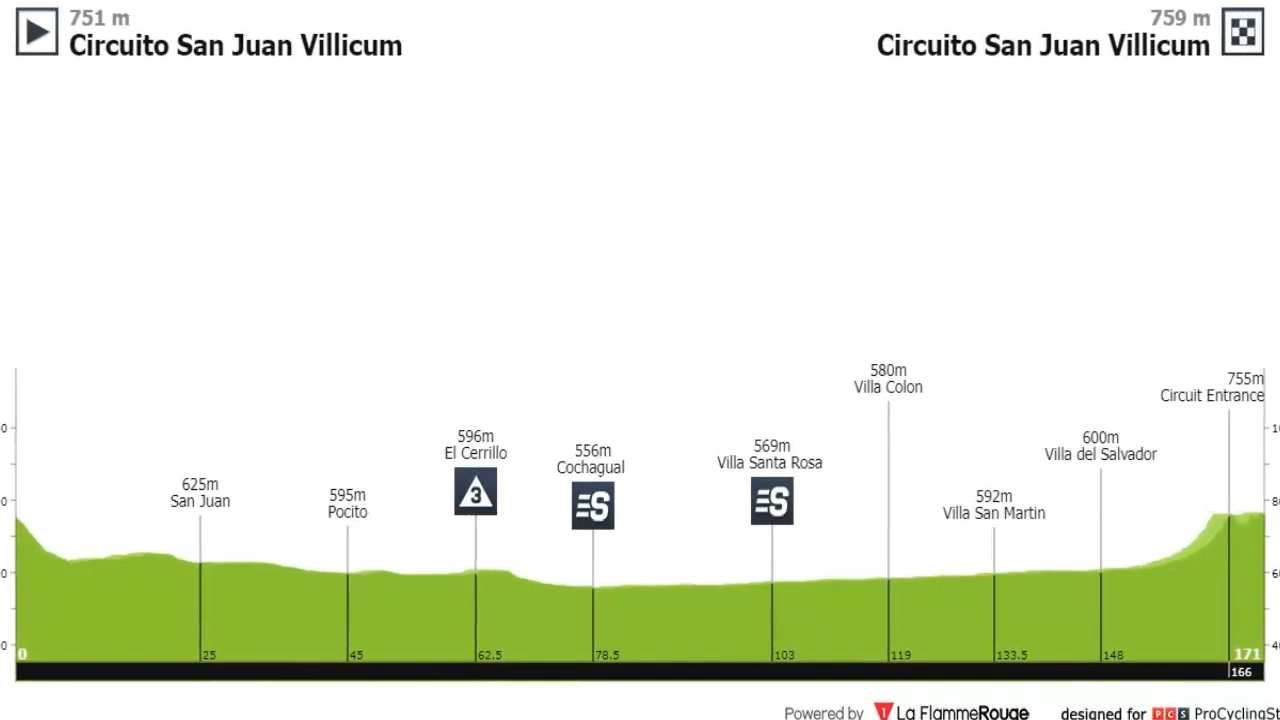 751 m
Circuito San Juan Villicum
759 m
Circuito San Juan Villicum
580m
Villa Colon
755m
Circuit Entrance
596m
El Cerrillo
3
556m
Cochagual
S
569m
Villa Santa Rosa
S
600m
Villa del Salvador
625m
San Juan
595m
Pocito
592m
Villa San Martin
0
25
45
62.5
78.5
103
119
133.5
148
171
166
Powered by La FlammeRouge
designed for PCS ProCyclingSt